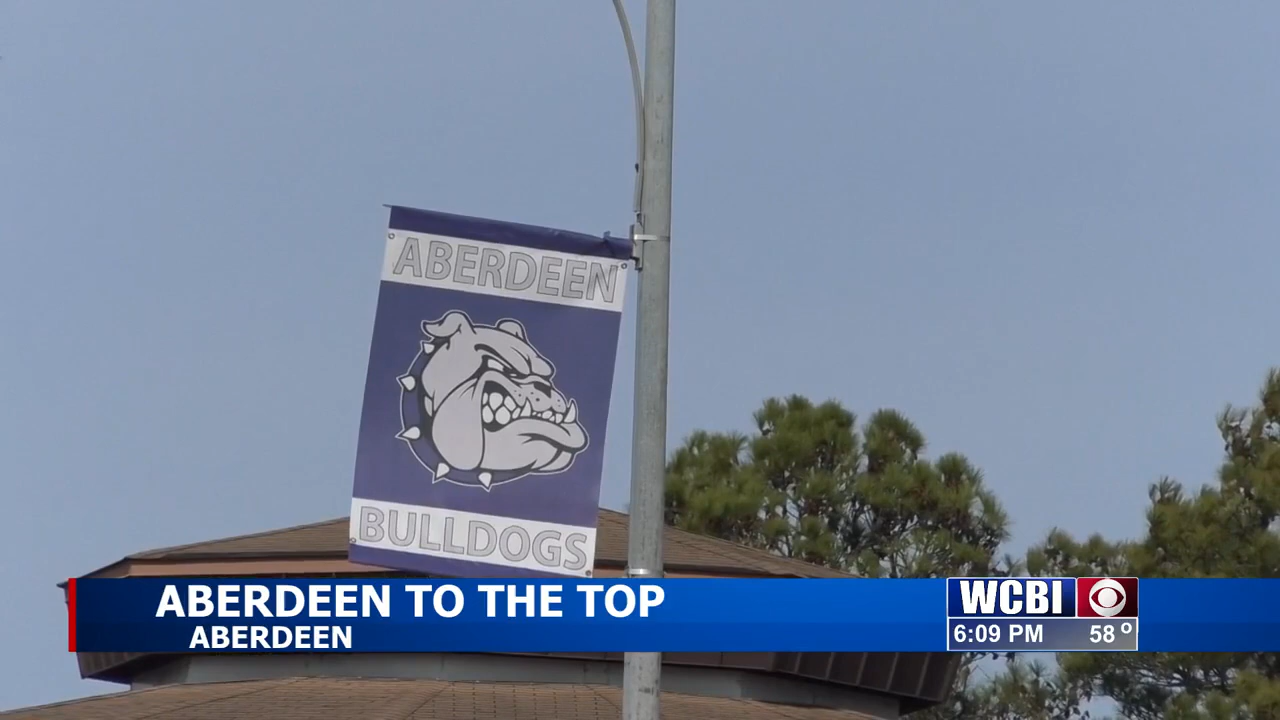 ABERDEEN
BULLDOGS
ABERDEEN TO THE TOP
ABERDEEN
WCBI
6:09 PM 58°